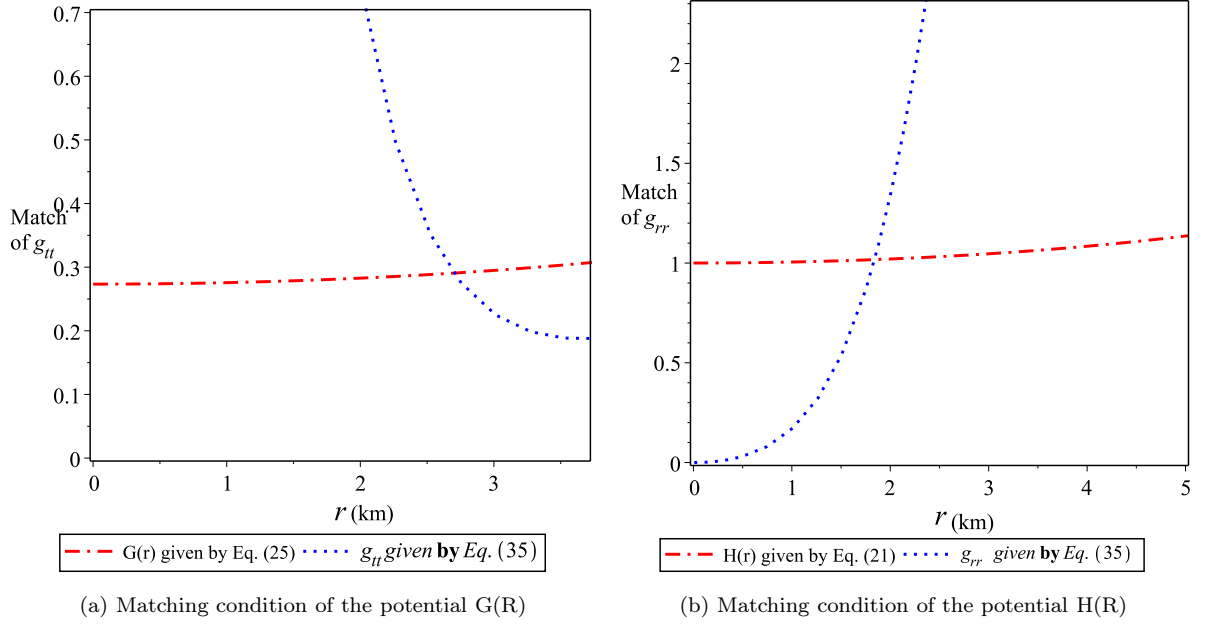 0.7
0.6
0.5
0.4
0.3
0.2
0.1
0
Match
of g_tt
0 1 2 3
r (km)
G(r) given by Eq. (25) g_tt given by Eq. (35)
(a) Matching condition of the potential G(R)
2
1.5
1
0.5
0
Match
of g_rr
0 1 2 3 4 5
r (km)
H(r) given by Eq. (21) g_rr given by Eq. (35)
(b) Matching condition of the potential H(R)